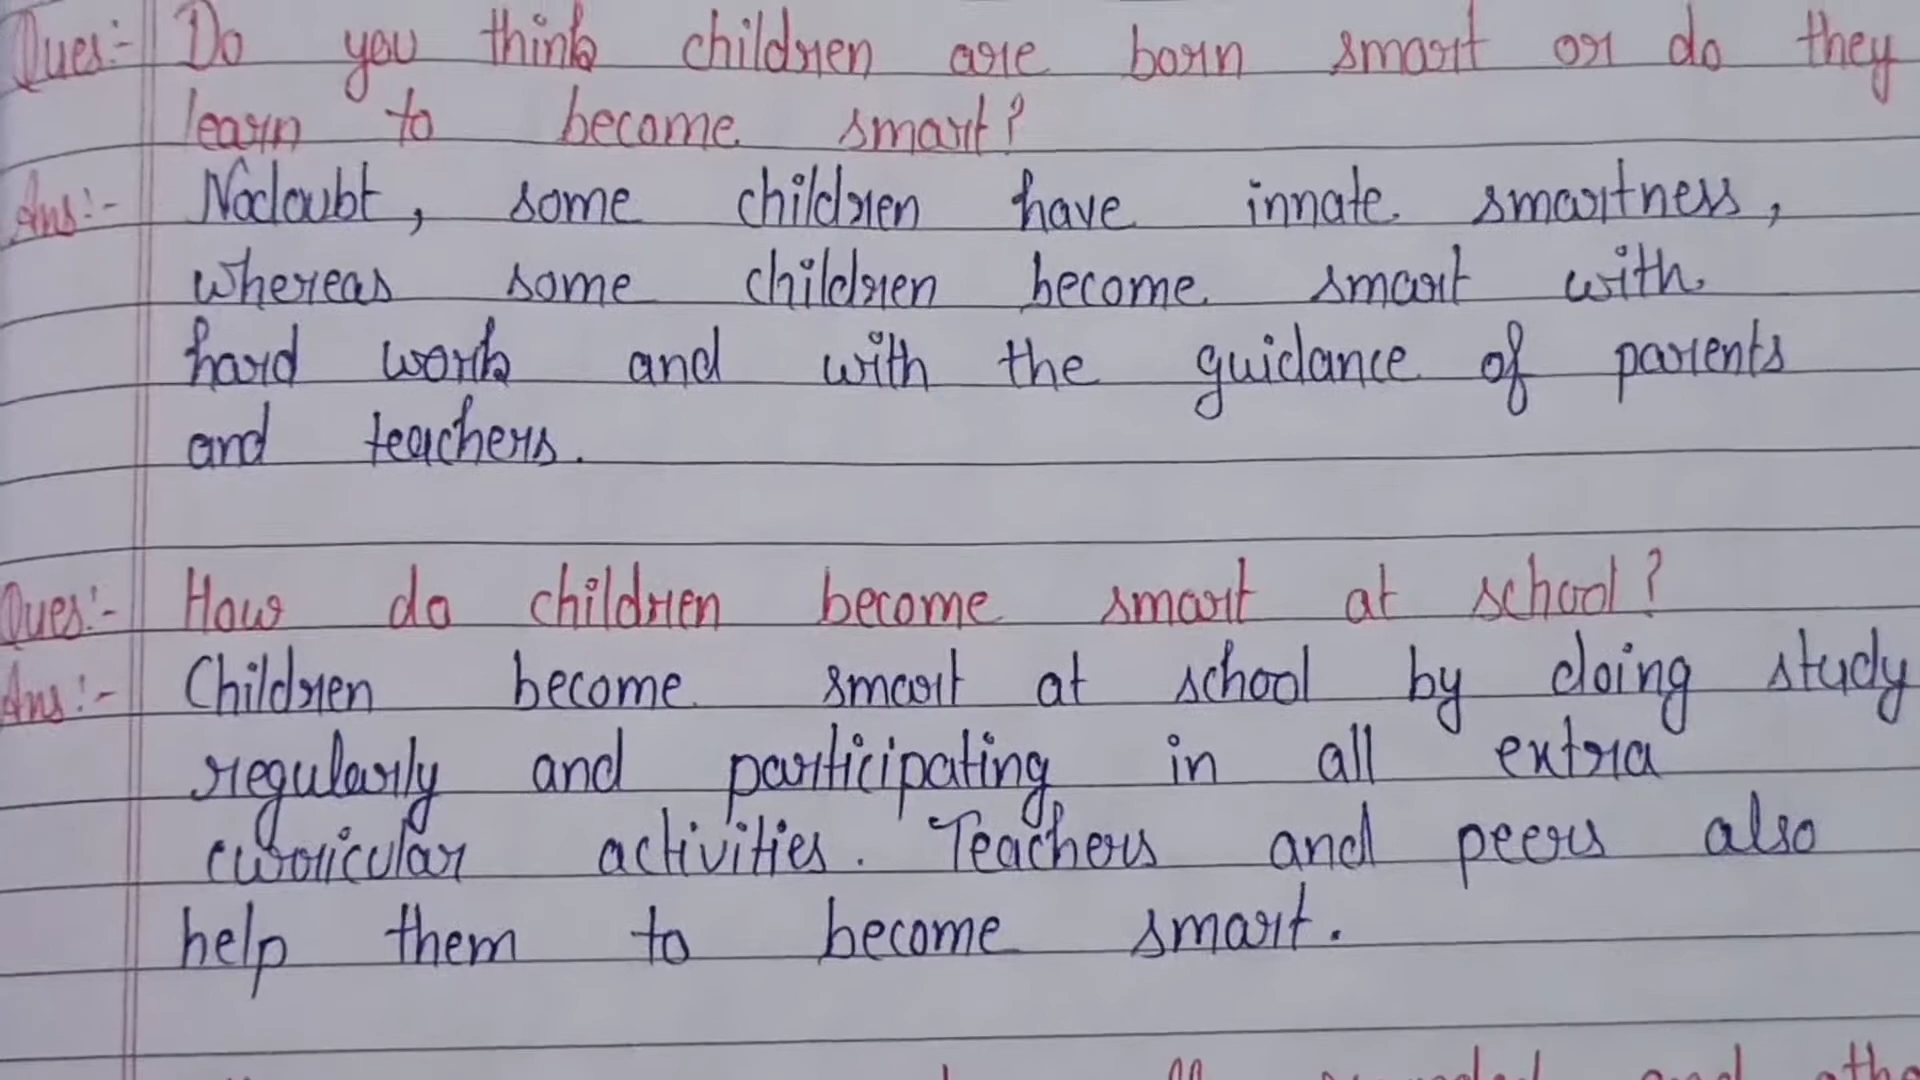 Ques:- Do you think children are born smart or do they
learn to become smart?
Ans:- Nodoubt, some children have innate smartness,
whereas some children become smart with
hard work and with the guidance of parents
and teachers.
Ques:- How do children become smart at school?
Ans:- Children become smart at school by doing study
regularly and participating in all extra
curricular activities. Teachers and peers also
help them to become smart.